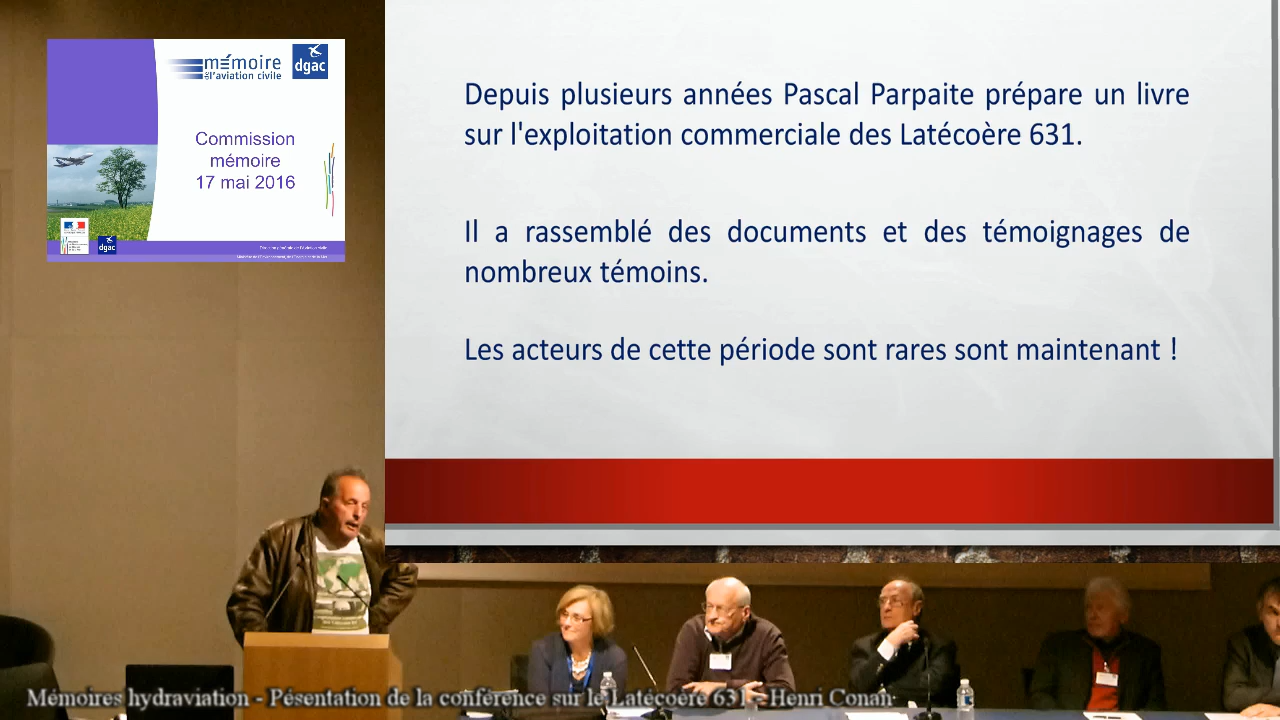 mémoire
de l'aviation civile
dgac
Commission
mémoire
17 mai 2016
dgac
Depuis plusieurs années Pascal Parpaite prépare un livre
sur l'exploitation commerciale des Latécoère 631.
Il a rassemblé des documents et des témoignages de
nombreux témoins.
Les acteurs de cette période sont rares sont maintenant !
Mémoires hydraviation - Pésentation de la conférence sur le Latécoère 631 - Henri Conan